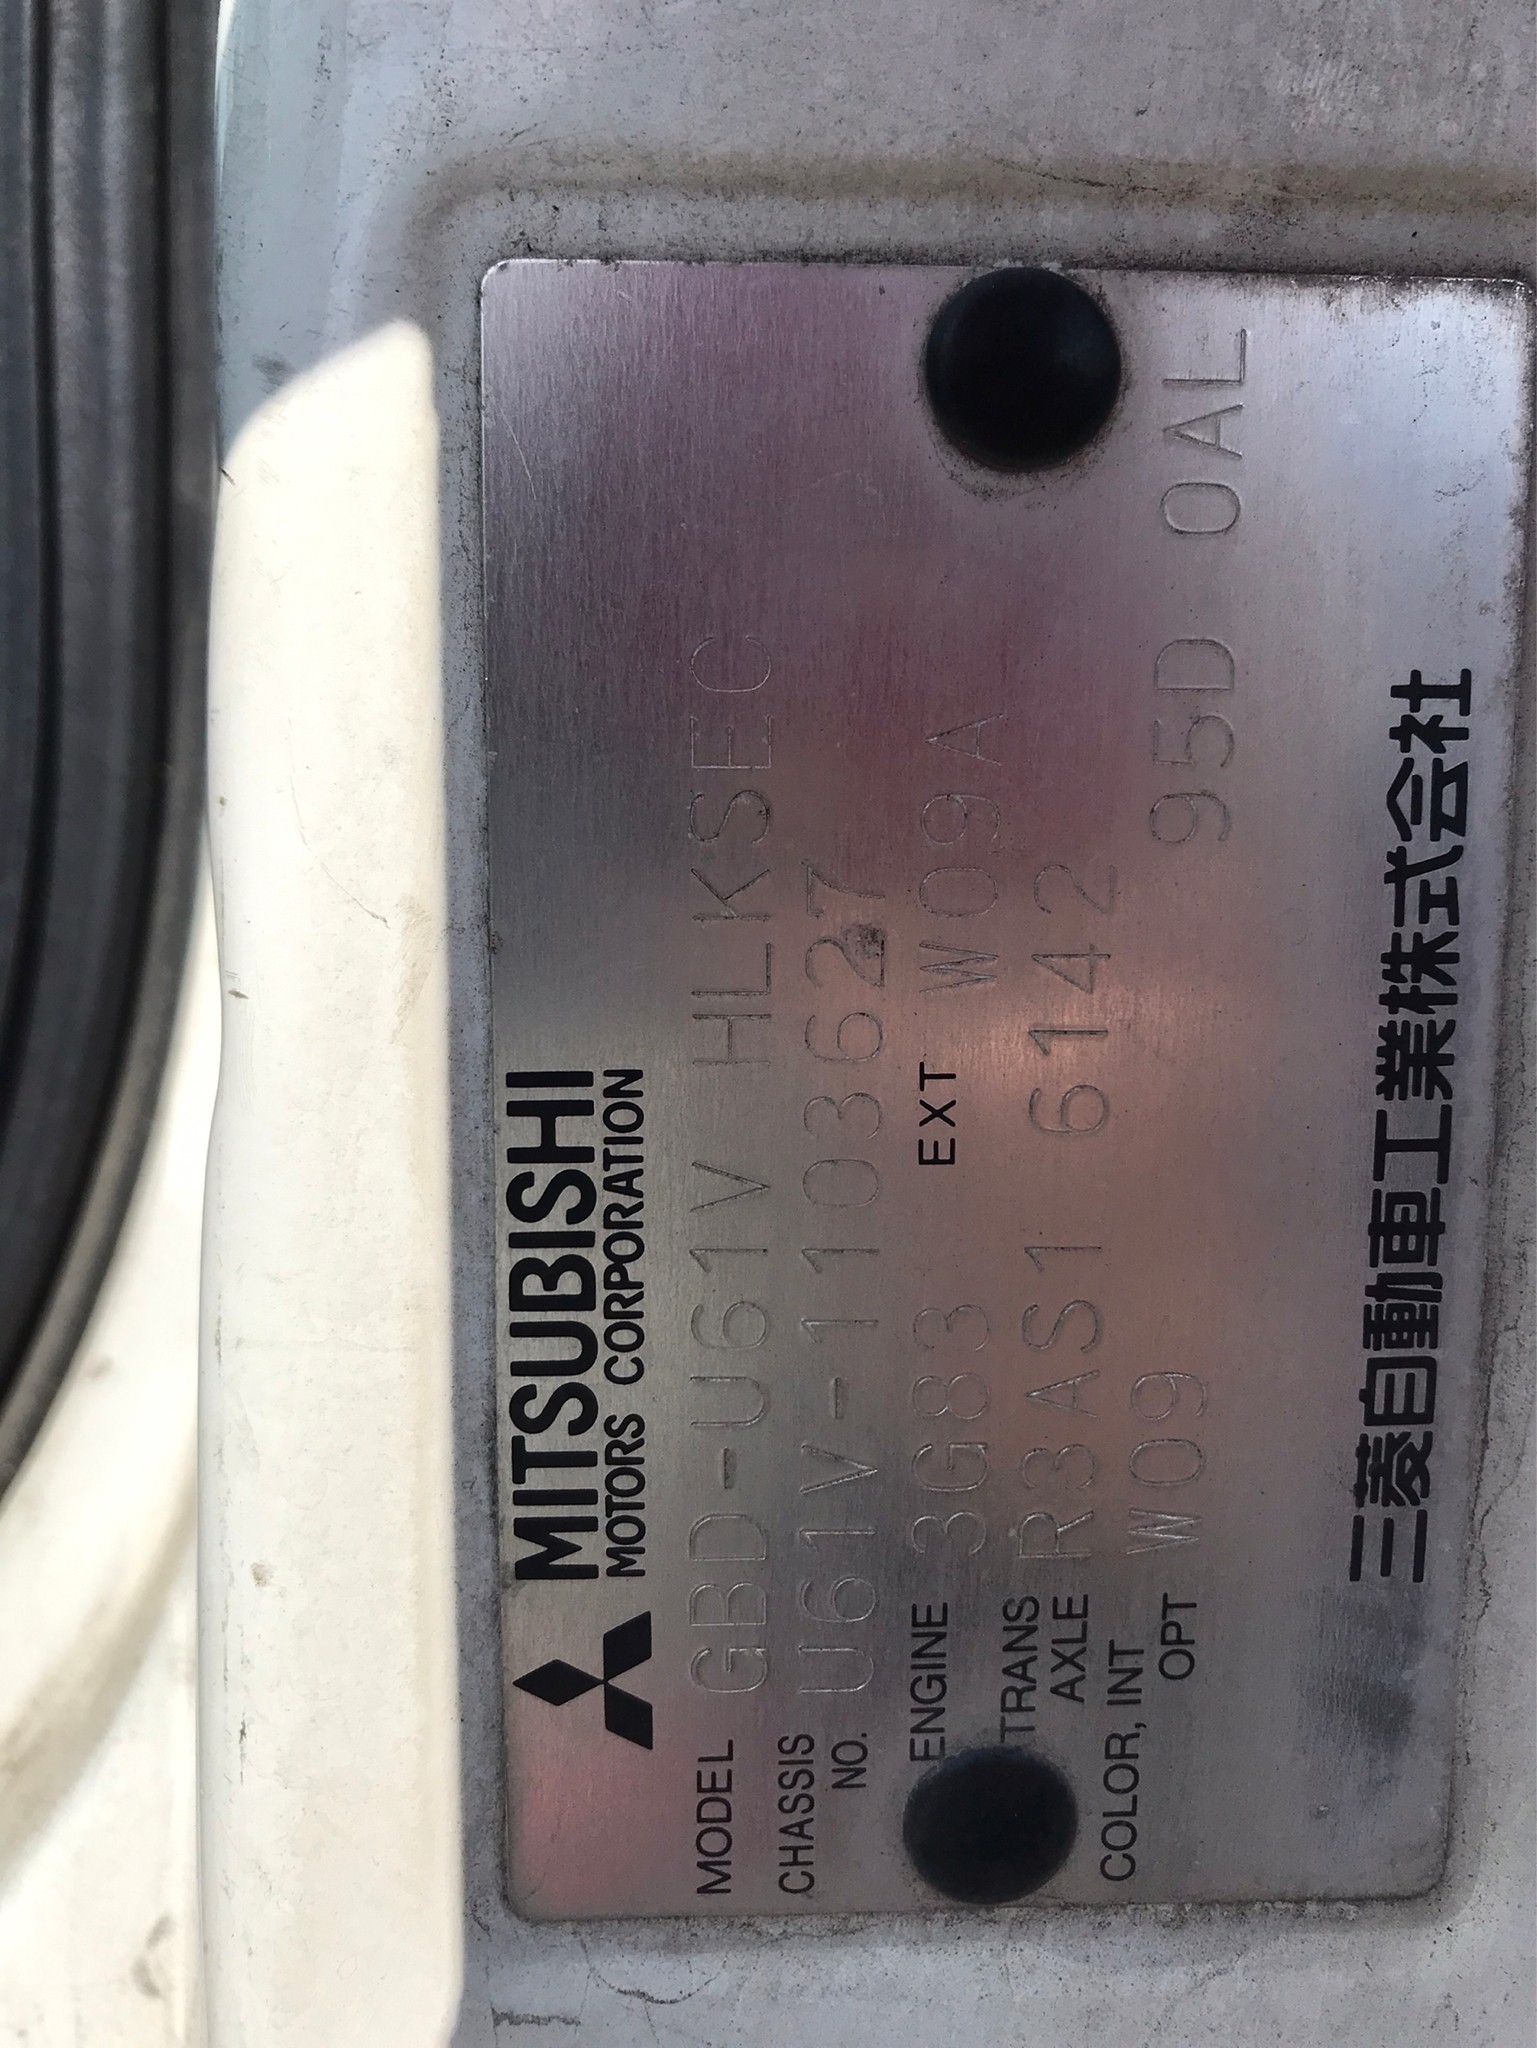 MITSUBISHI
MOTORS CORPORATION
MODEL GBD-U61V HLKSEC
CHASSIS NO. U61V-1103627
ENGINE 3G83 EXT W09A
TRANS AXLE R3AS1 6142
COLOR, INT OPT W09 95D 0AL
三菱自動車工業株式会社